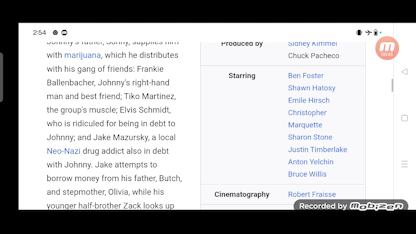 2:54
Johnny's father, Sonny, supplies him
with marijuana, which he distributes
with his gang of friends: Frankie
Ballenbacher, Johnny's right-hand
man and best friend; Tiko Martinez,
the group's muscle; Elvis Schmidt,
who is ridiculed for being in debt to
Johnny; and Jake Mazursky, a local
Neo-Nazi drug addict also in debt
with Johnny. Jake attempts to
borrow money from his father, Butch,
and stepmother, Olivia, while his
younger half-brother Zack looks up
Produced by
Sidney Kimmel
Chuck Pacheco
Starring
Ben Foster
Shawn Hatosy
Emile Hirsch
Christopher
Marquette
Sharon Stone
Justin Timberlake
Anton Yelchin
Bruce Willis
Cinematography
Robert Fraisse
Recorded by Mobizen